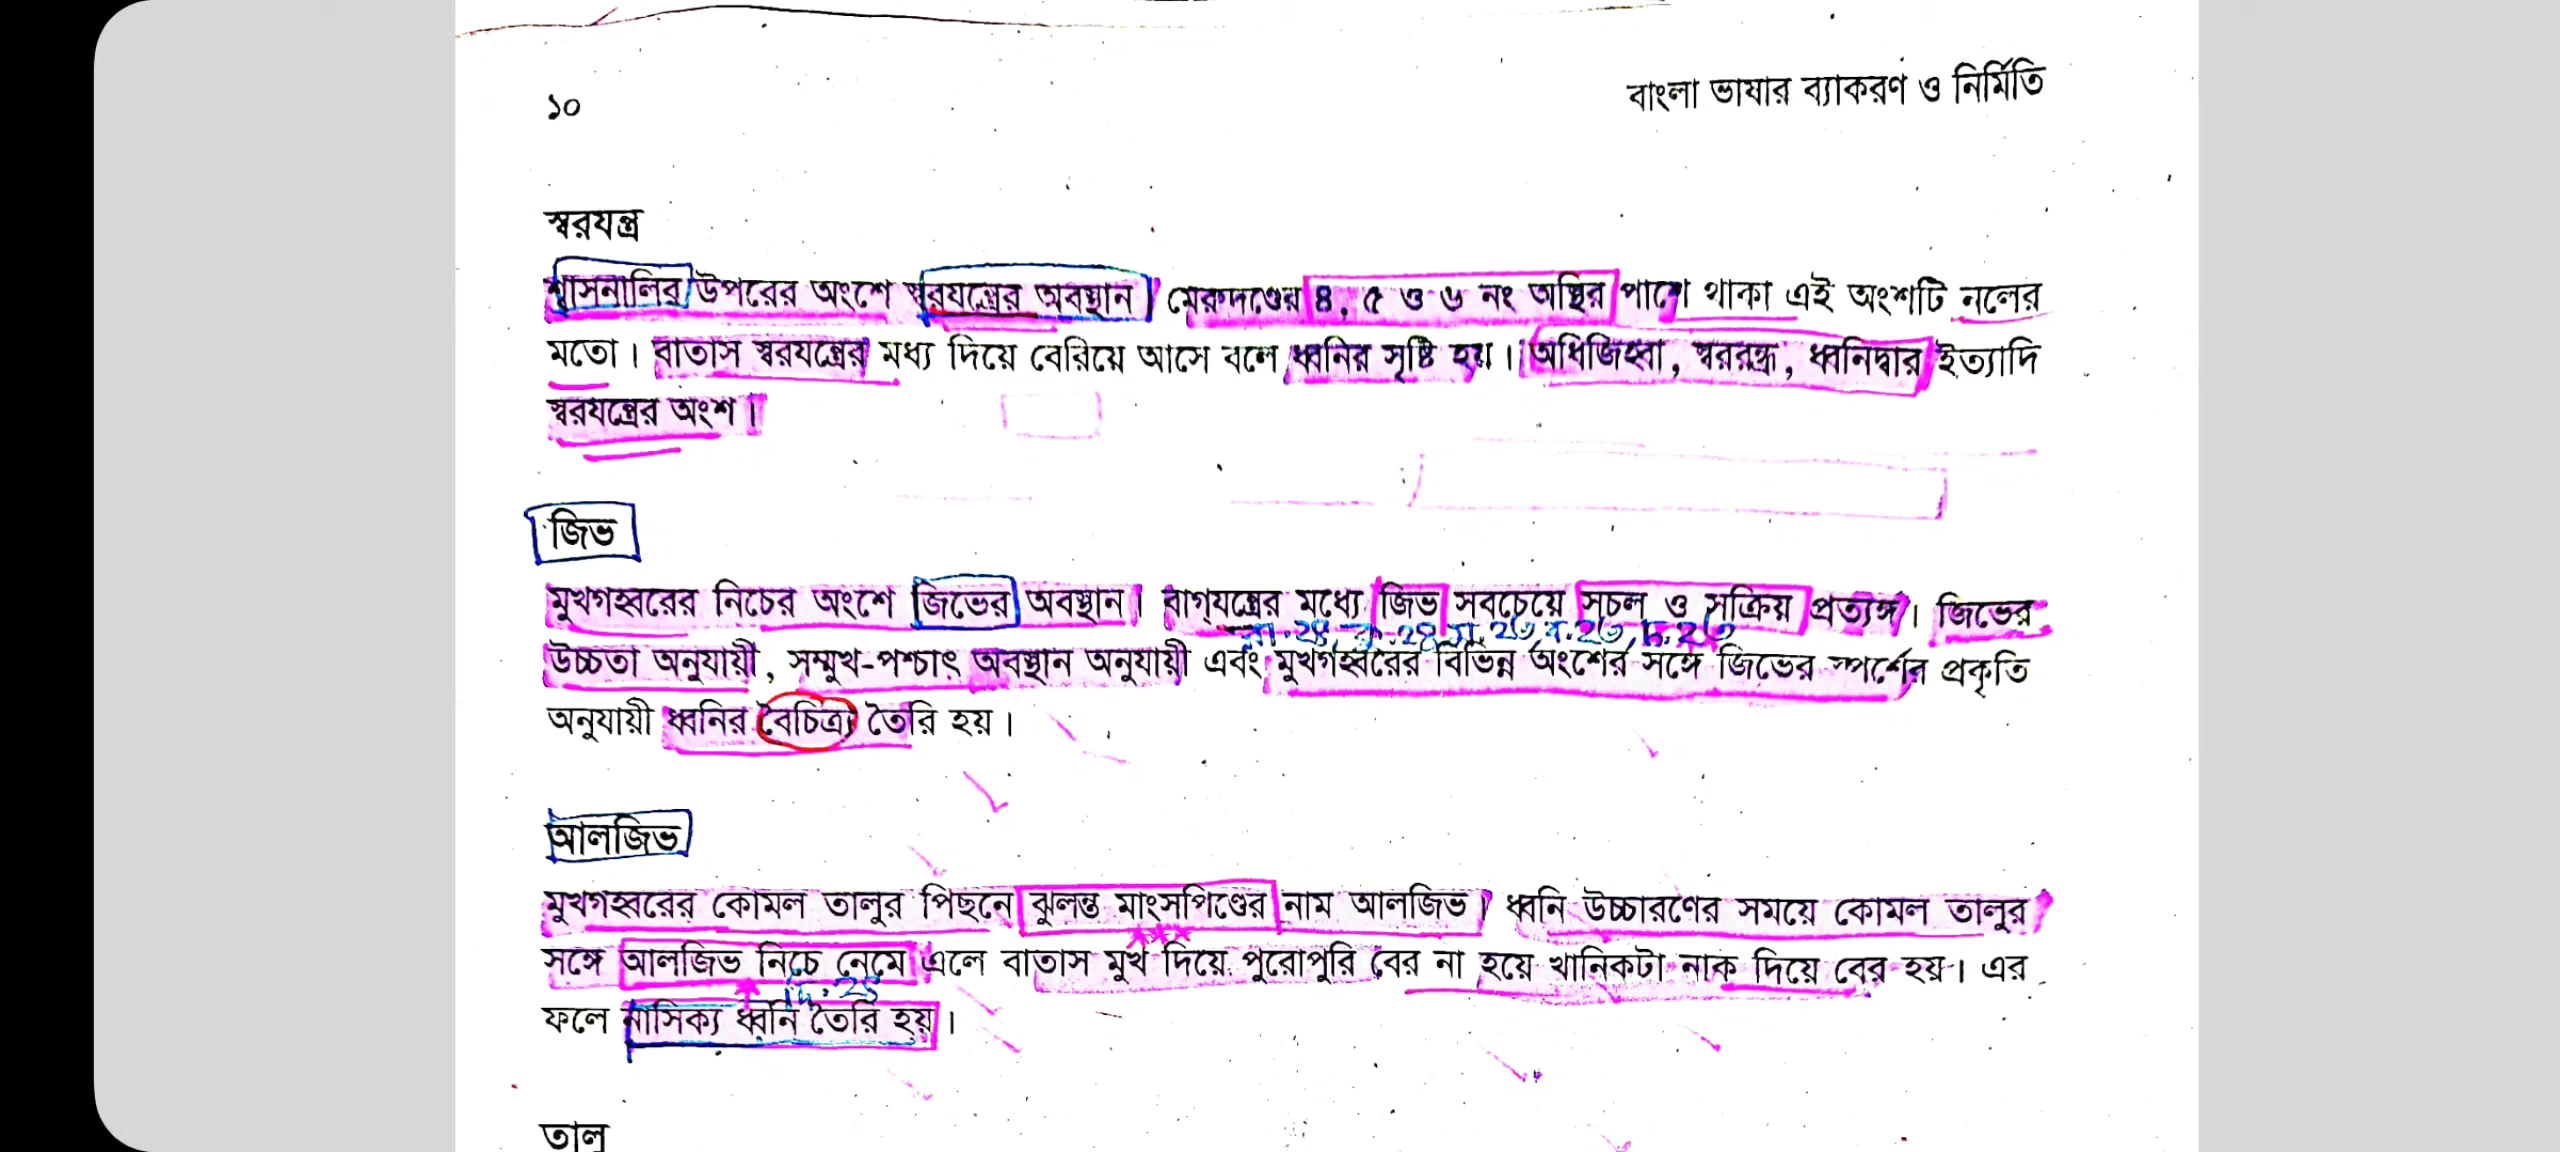 ১০
বাংলা ভাষার ব্যাকরণ ও নির্মিতি
স্বরযন্ত্র
শ্বাসনালির উপরের অংশে স্বরযন্ত্রের অবস্থান। মেরুদণ্ডের ৪, ৫ ও ৬ নং অস্থির পাশে থাকা এই অংশটি নলের
মতো। বাতাস স্বরযন্ত্রের মধ্য দিয়ে বেরিয়ে আসে বলে ধ্বনির সৃষ্টি হয়। অধিজিহ্বা, স্বররন্ধ্র, ধ্বনিদ্বার ইত্যাদি
স্বরযন্ত্রের অংশ।
জিভ
মুখগহ্বরের নিচের অংশে জিভের অবস্থান। বাগ্‌যন্ত্রের মধ্যে জিভ সবচেয়ে সচল ও সক্রিয় প্রত্যঙ্গ। জিভের
উচ্চতা অনুযায়ী, সম্মুখ-পশ্চাৎ অবস্থান অনুযায়ী এবং মুখগহ্বরের বিভিন্ন অংশের সঙ্গে জিভের স্পর্শের প্রকৃতি
অনুযায়ী ধ্বনির বৈচিত্র্য তৈরি হয়।
আলজিভ
মুখগহ্বরের কোমল তালুর পিছনে ঝুলন্ত মাংসপিণ্ডের নাম আলজিভ। ধ্বনি উচ্চারণের সময়ে কোমল তালুর
সঙ্গে আলজিভ নিচে নেমে এলে বাতাস মুখ দিয়ে পুরোপুরি বের না হয়ে খানিকটা নাক দিয়ে বের হয়। এর
ফলে নাসিক্য ধ্বনি তৈরি হয়।
তালু